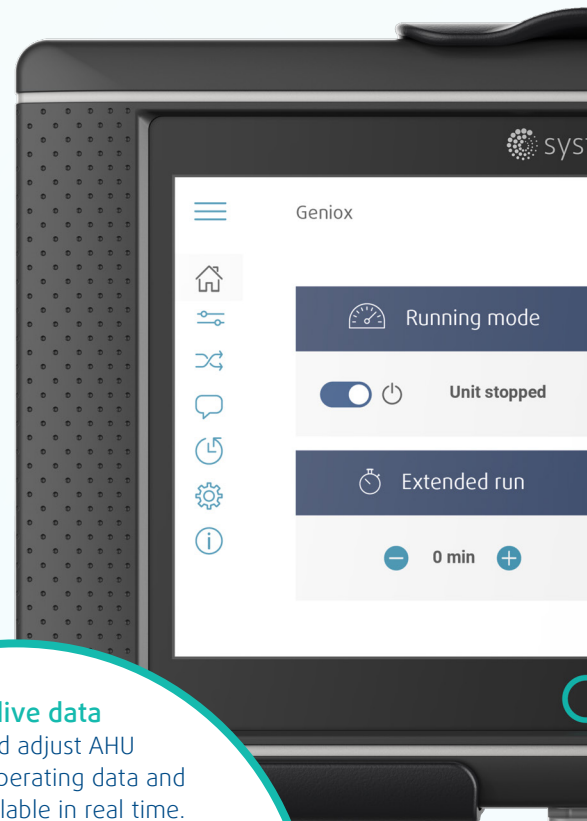 syst
Geniox
Running mode
Unit stopped
Extended run
0 min
live data
d adjust AHU
perating data and
lable in real time.